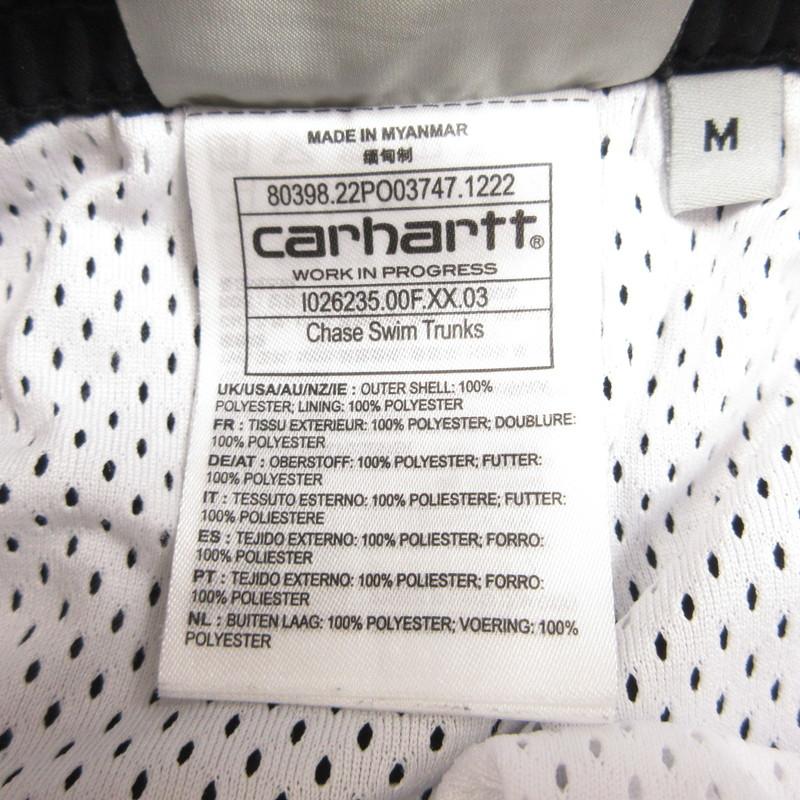 MADE IN MYANMAR
缅甸制
80398.22PO03747.1222
carhartt®
WORK IN PROGRESS
I026235.00F.XX.03
Chase Swim Trunks
UK/USA/AU/NZ/IE : OUTER SHELL: 100%
POLYESTER; LINING: 100% POLYESTER
FR : TISSU EXTERIEUR: 100% POLYESTER; DOUBLURE:
100% POLYESTER
DE/AT : OBERSTOFF: 100% POLYESTER; FUTTER:
100% POLYESTER
IT : TESSUTO ESTERNO: 100% POLIESTERE; FUTTER:
100% POLIESTERE
ES : TEJIDO EXTERNO: 100% POLIESTER; FORRO:
100% POLIESTER
PT : TEJIDO EXTERNO: 100% POLIESTER; FORRO:
100% POLIESTER
NL : BUITEN LAAG: 100% POLYESTER; VOERING: 100%
POLYESTER
M